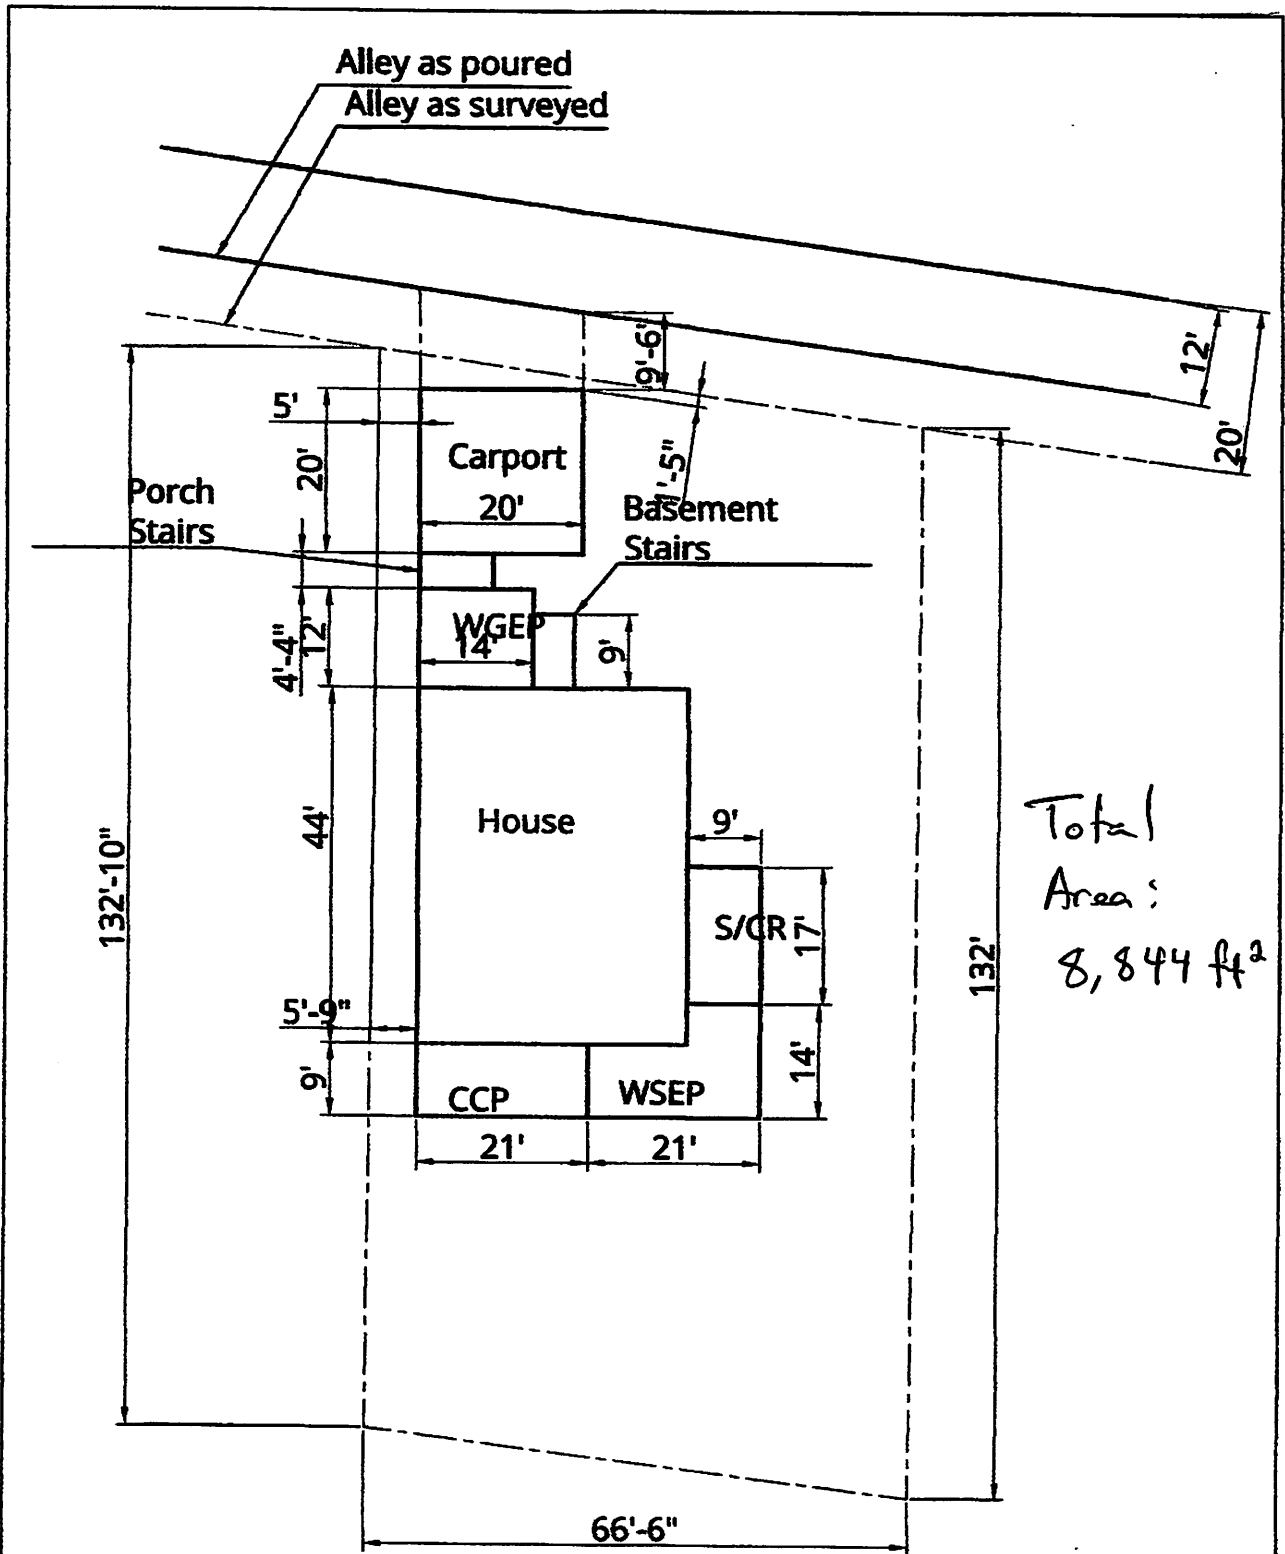 Alley as poured
Alley as surveyed
9'-6"
12'
20'
5'
20'
Carport
20'
1'-5"
Porch
Stairs
Basement
Stairs
4'-4"
12'
WGEP
14'
9'
44'
House
9'
S/CR
17'
132'-10"
132'
Total
Area:
8,844 ft²
5'-9"
9'
CCP
WSEP
14'
21'
21'
66'-6"